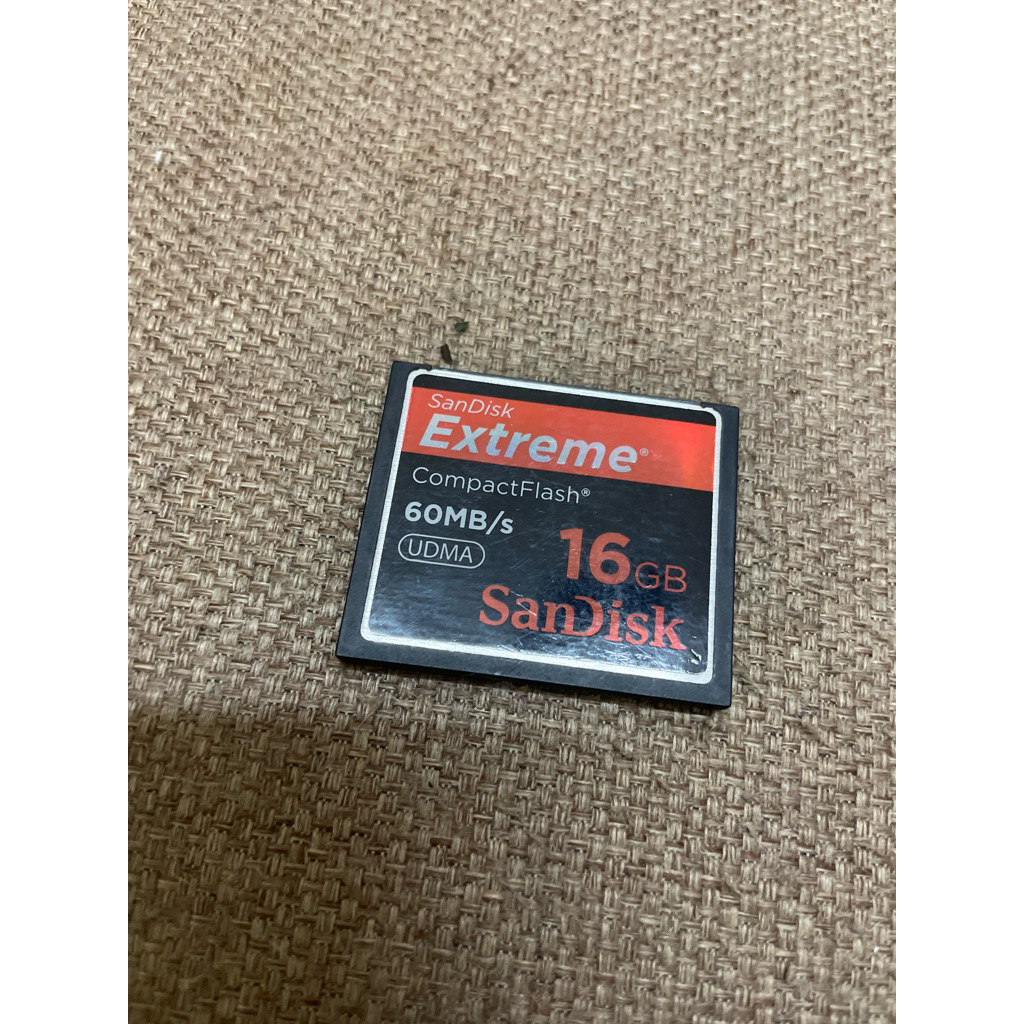 SanDisk
Extreme®
CompactFlash®
60MB/s
UDMA
16GB
SanDisk